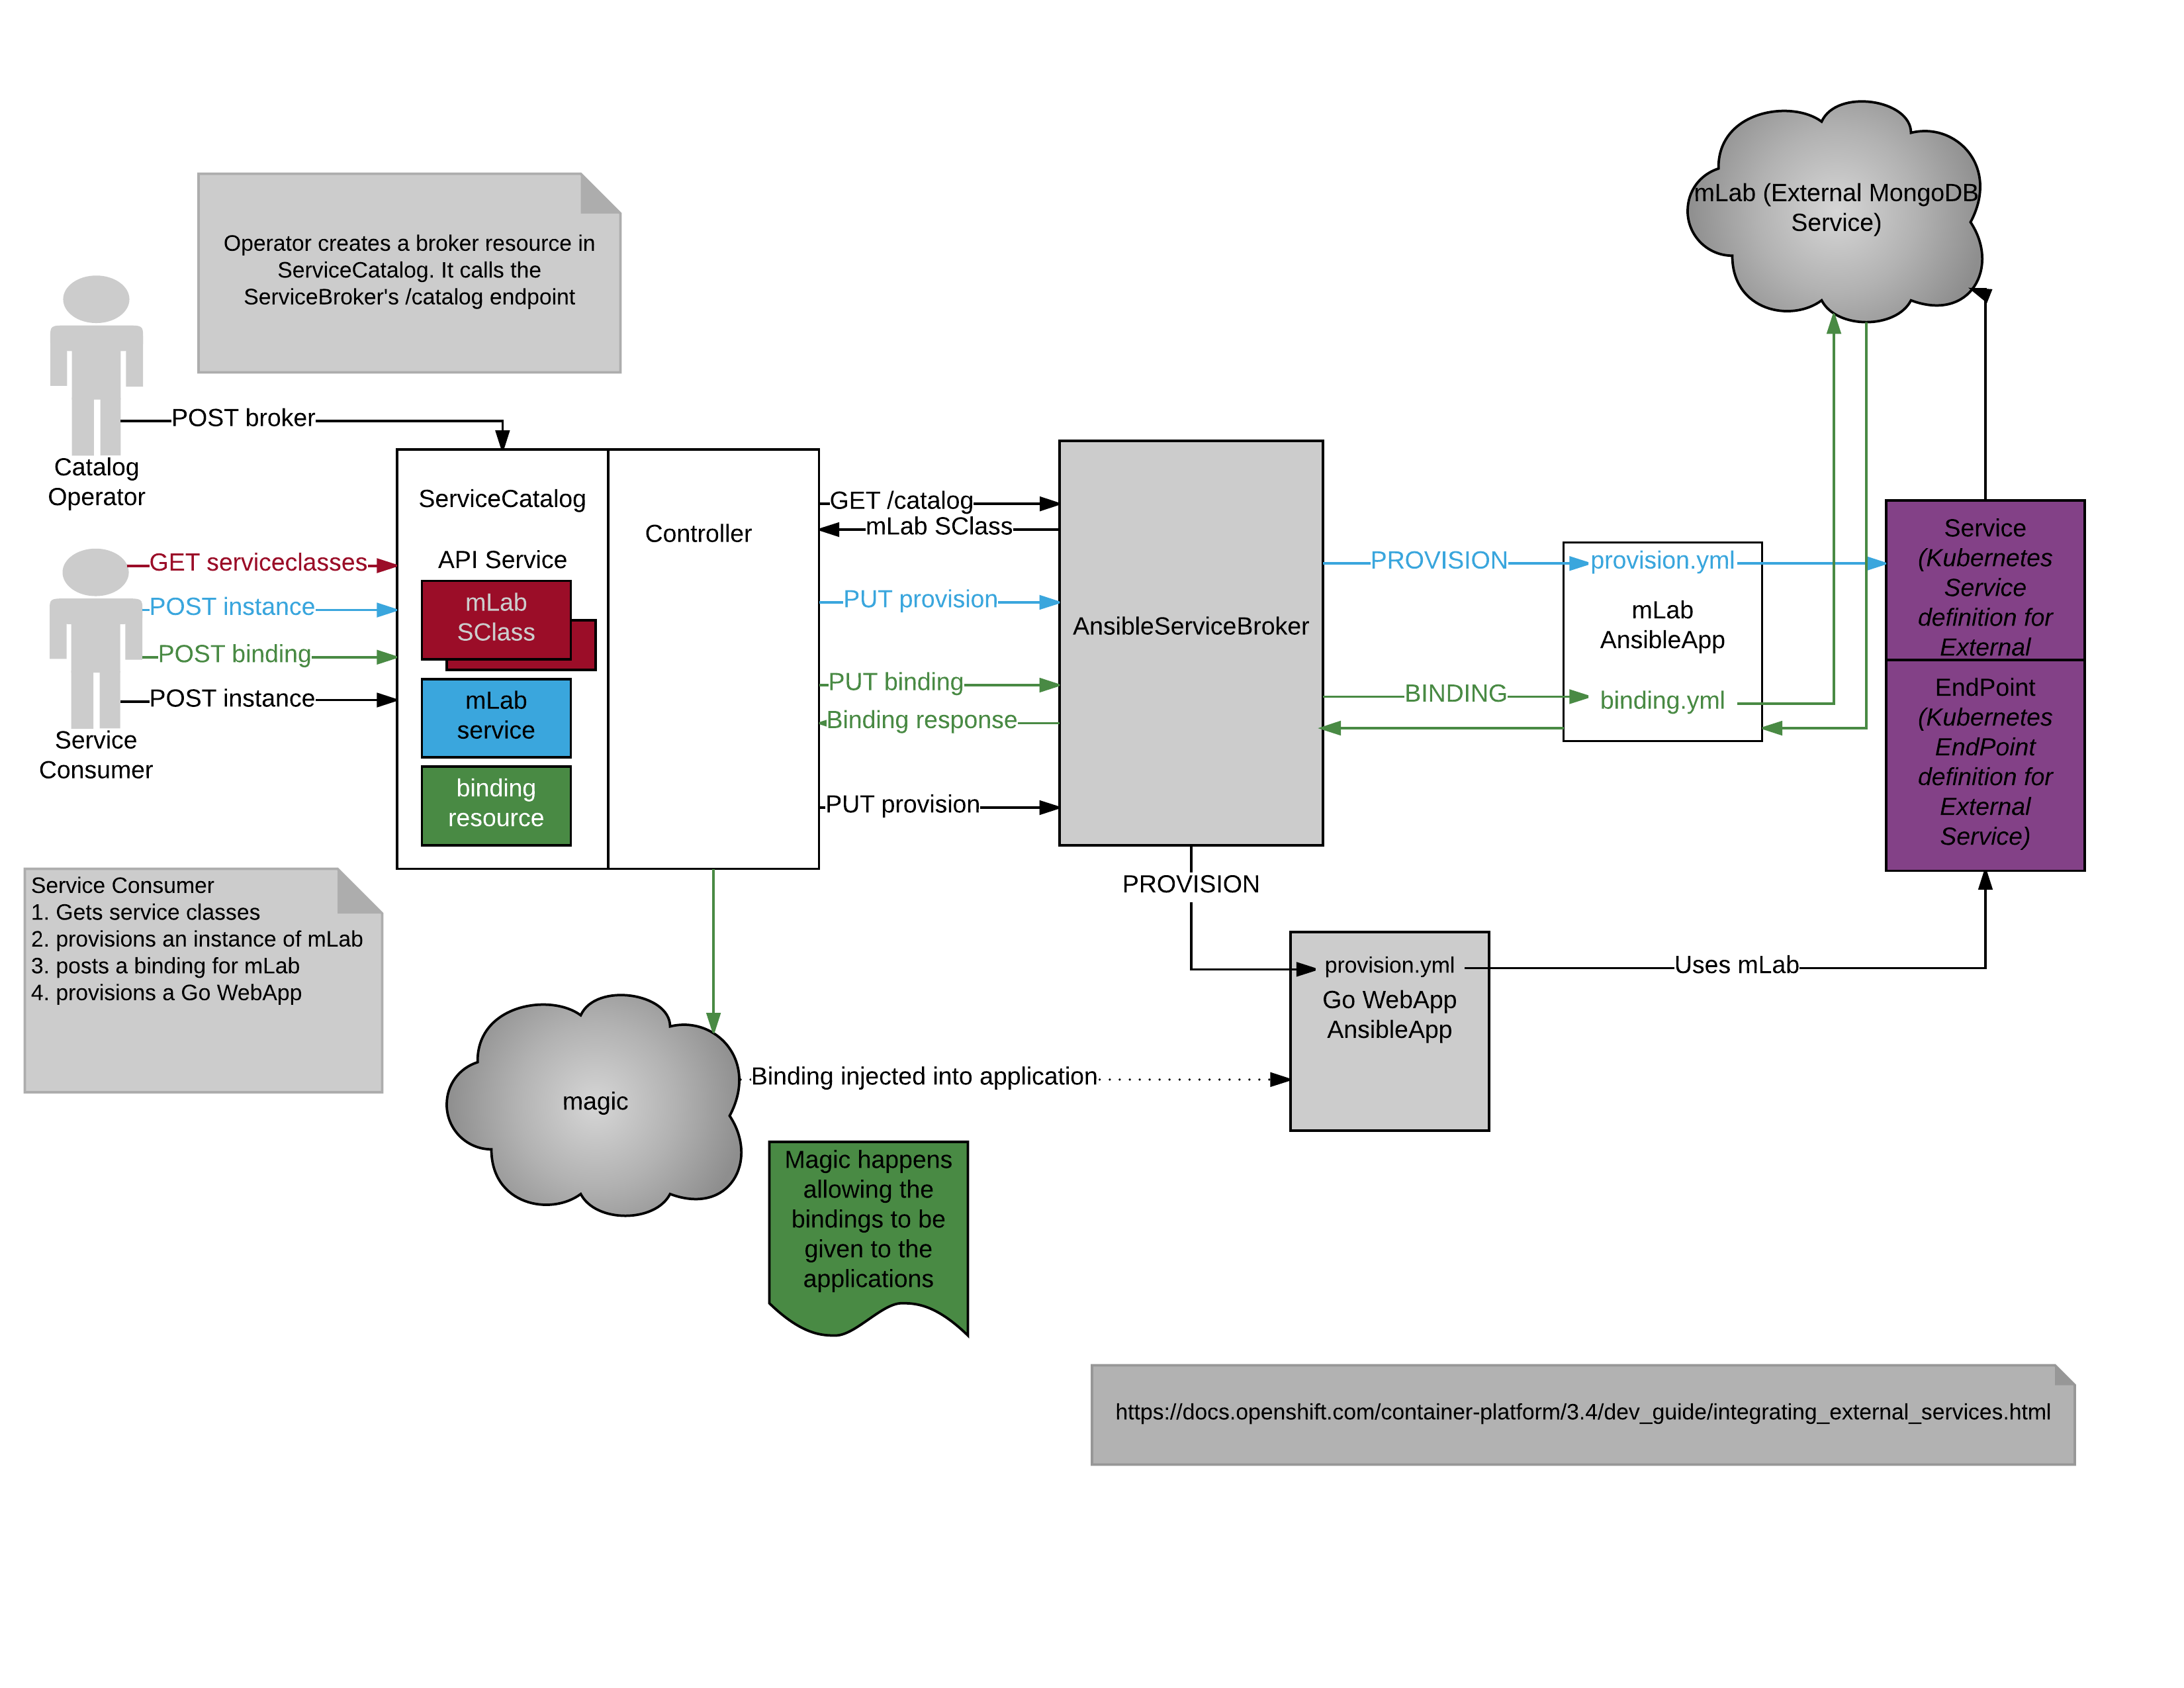 mLab (External MongoDB
Service)
Operator creates a broker resource in
ServiceCatalog. It calls the
ServiceBroker's /catalog endpoint
POST broker
Catalog
Operator
ServiceCatalog
API Service
Controller
GET /catalog
mLab SClass
GET serviceclasses
POST instance
POST binding
POST instance
Service
Consumer
mLab
SClass
mLab
service
binding
resource
PUT provision
PUT binding
Binding response
PUT provision
AnsibleServiceBroker
PROVISION
provision.yml
mLab
AnsibleApp
BINDING
binding.yml
Service
(Kubernetes
Service
definition for
External
EndPoint
(Kubernetes
EndPoint
definition for
External
Service)
Service Consumer
1. Gets service classes
2. provisions an instance of mLab
3. posts a binding for mLab
4. provisions a Go WebApp
PROVISION
provision.yml
Go WebApp
AnsibleApp
Uses mLab
magic
Binding injected into application
Magic happens
allowing the
bindings to be
given to the
applications
https://docs.openshift.com/container-platform/3.4/dev_guide/integrating_external_services.html